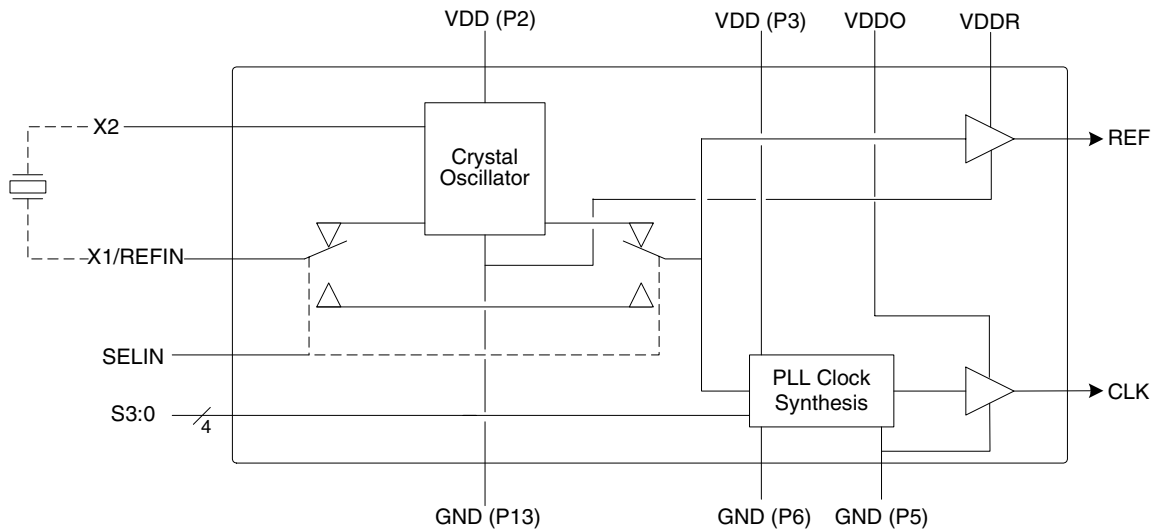 VDD (P2)
VDD (P3)
VDDO
VDDR
X2
REF
Crystal
Oscillator
X1/REFIN
SELIN
PLL Clock
Synthesis
CLK
S3:0
4
GND (P13)
GND (P6)
GND (P5)